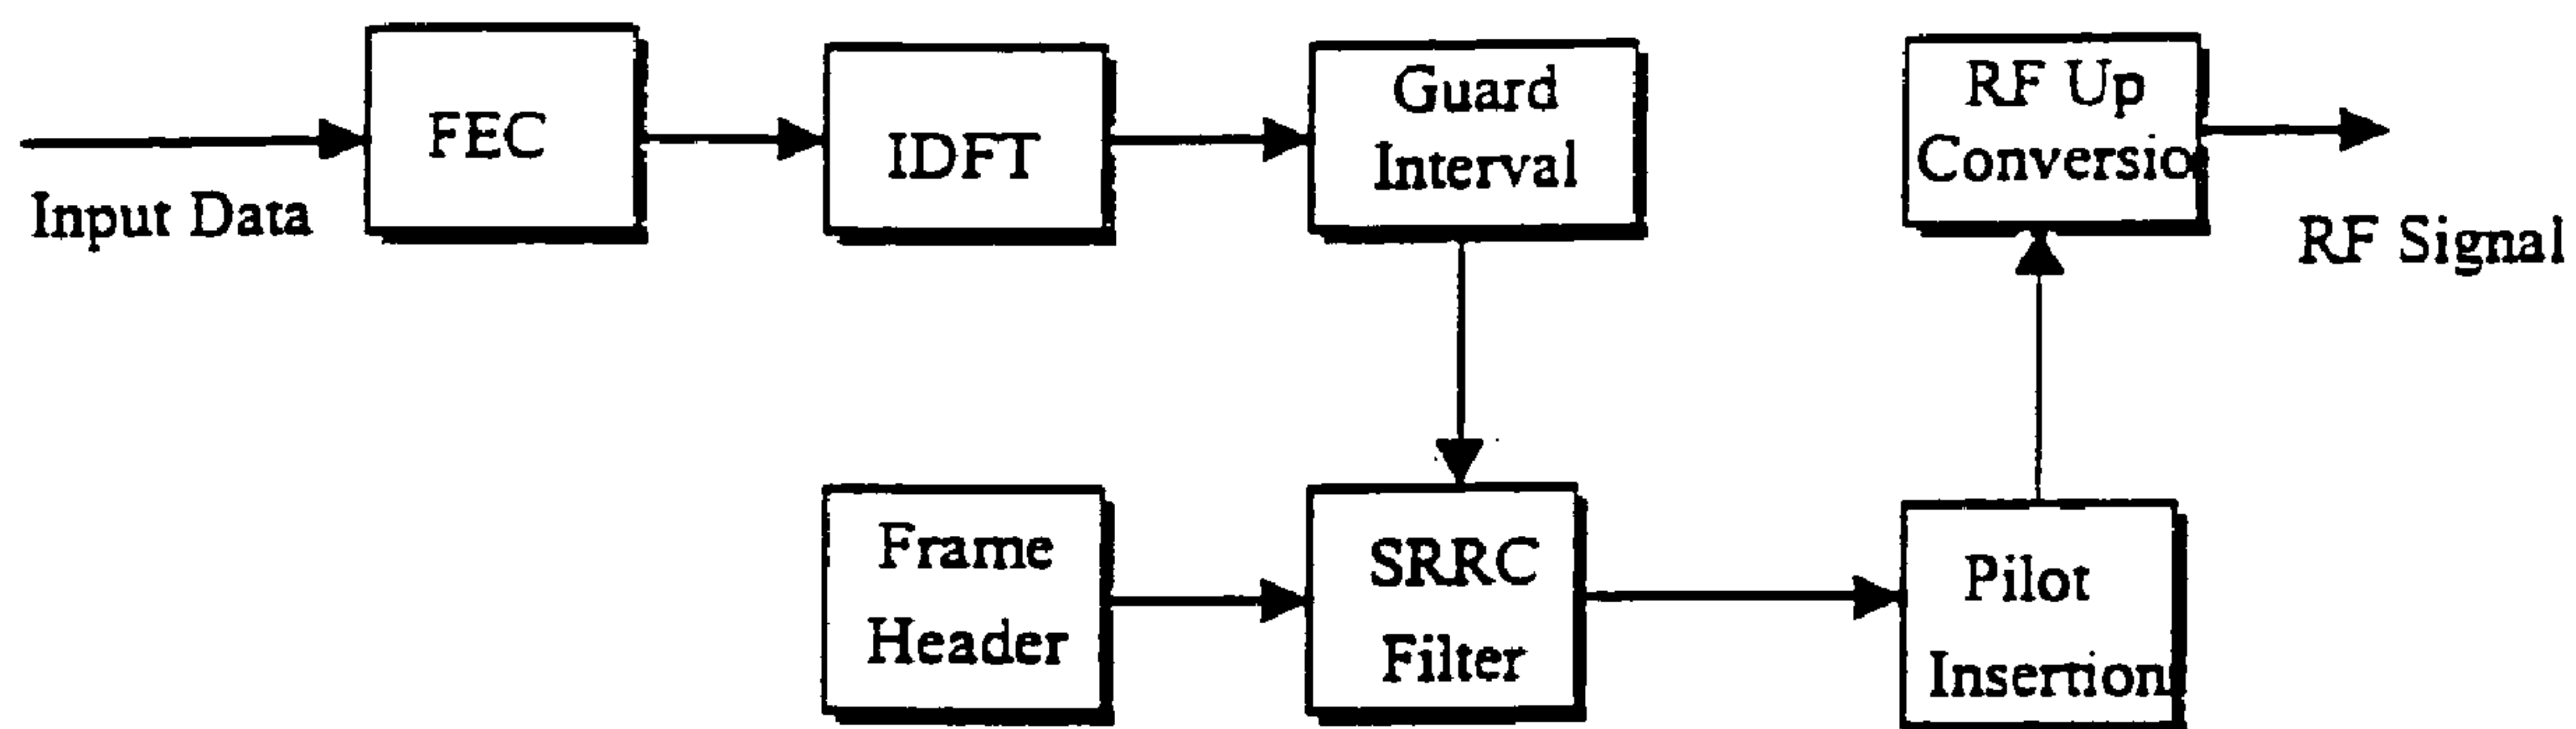 Input Data
FEC
IDFT
Guard
Interval
RF Up
Conversio
RF Signal
Frame
Header
SRRC
Filter
Pilot
Insertion